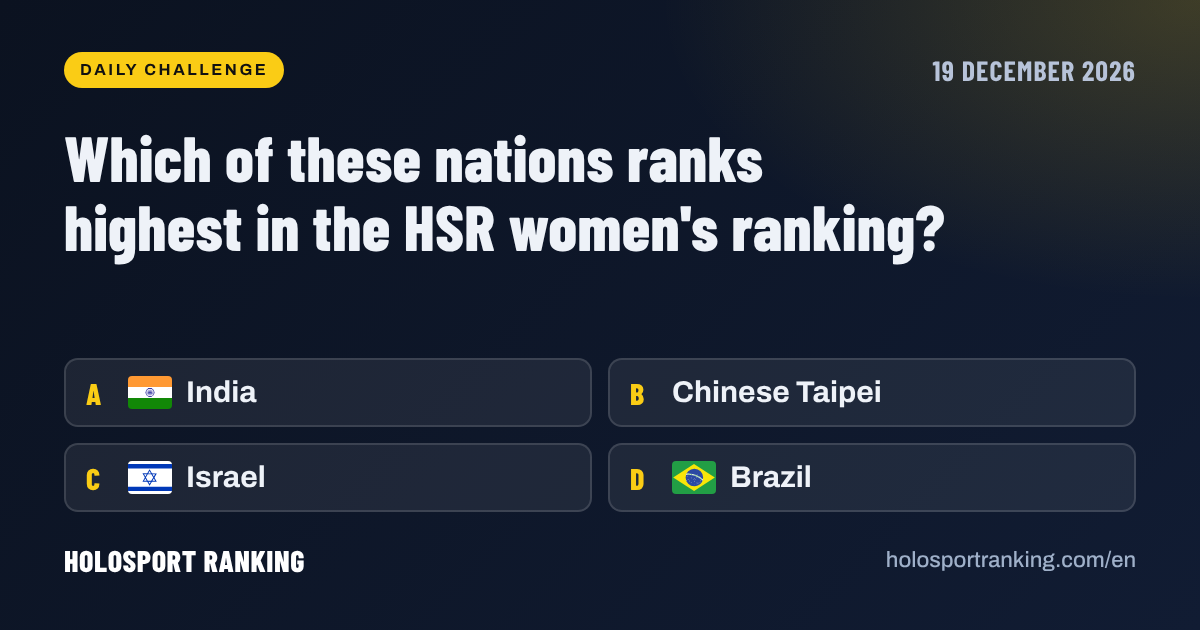 DAILY CHALLENGE
19 DECEMBER 2026
Which of these nations ranks
highest in the HSR women's ranking?
A India
B Chinese Taipei
C Israel
D Brazil
HOLOSPORT RANKING
holosportranking.com/en